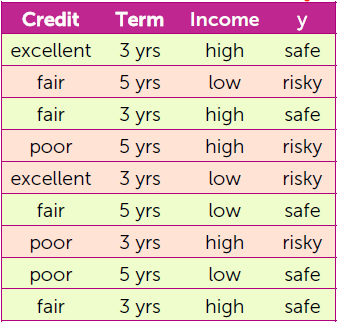 Credit Term Income y
excellent 3 yrs high safe
fair 5 yrs low risky
fair 3 yrs high safe
poor 5 yrs high risky
excellent 3 yrs low risky
fair 5 yrs low safe
poor 3 yrs high risky
poor 5 yrs low safe
fair 3 yrs high safe